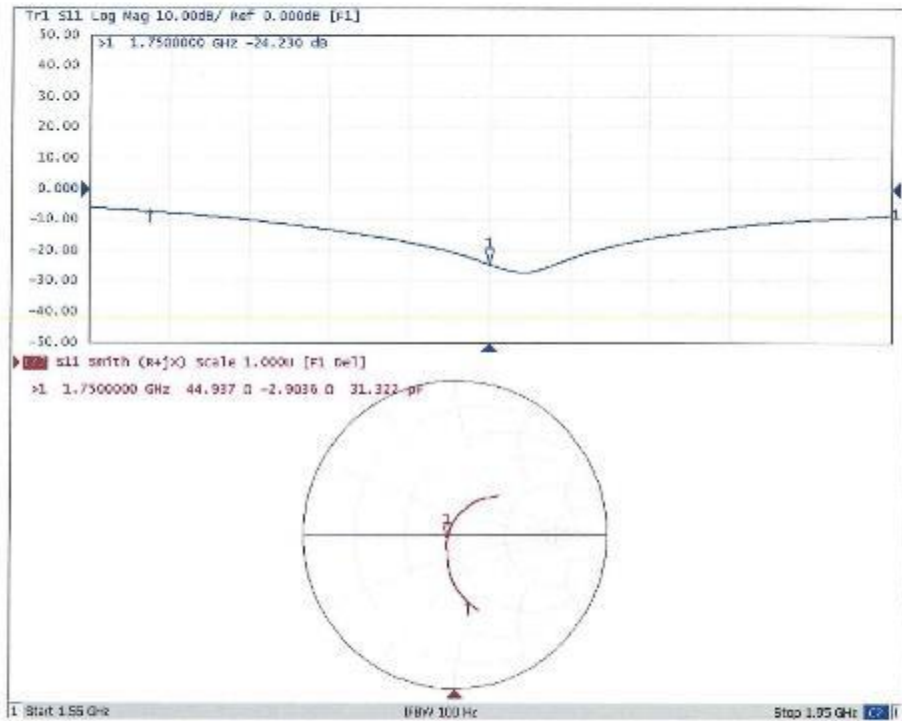 Tr1 S11 Log Mag 10.00dB/ Ref 0.000dB [F1]
50.00
>1 1.7500000 GHz -24.230 dB
40.00
30.00
20.00
10.00
0.000
-10.00
-20.00
-30.00
-40.00
-50.00
1
1
S11 Smith (R+jX) Scale 1.000U [F1 Del]
>1 1.7500000 GHz 44.937 Ω -2.9036 Ω 31.322 pF
1 Start 1.55 GHz IFBW 100 Hz Stop 1.95 GHz